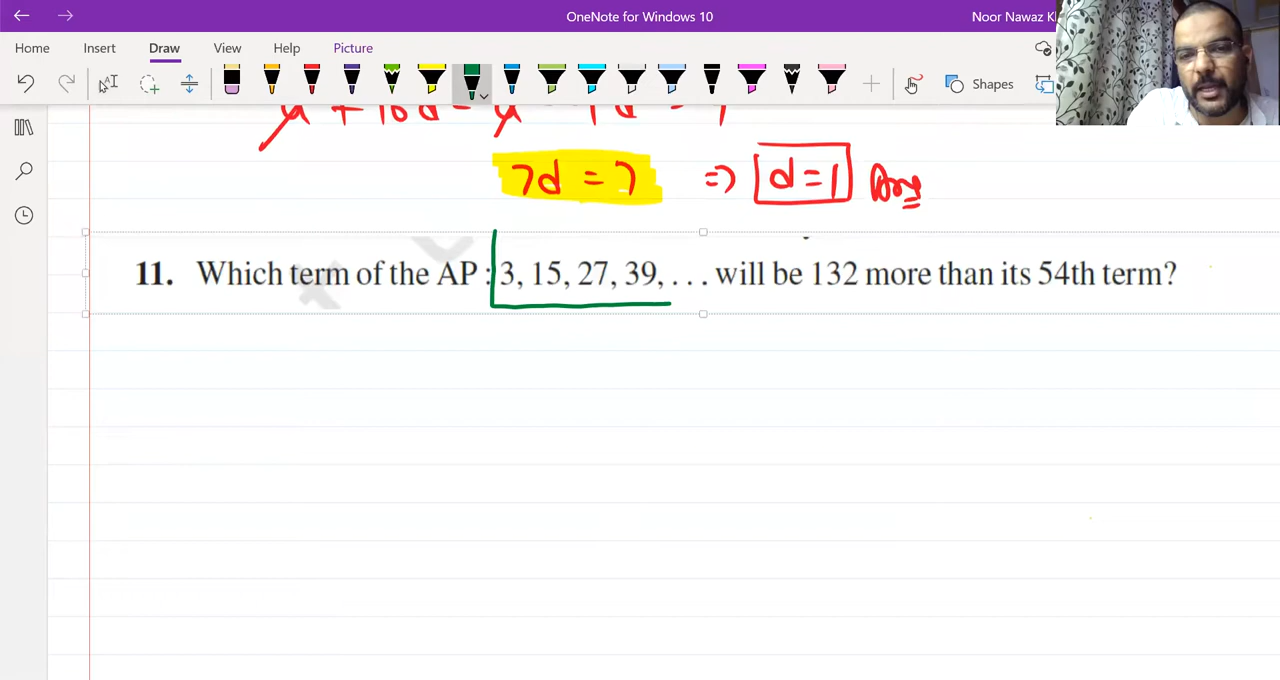 OneNote for Windows 10
Noor Nawaz K
Home Insert Draw View Help Picture
Shapes
7d = 7 => d = 1 Ans
11. Which term of the AP : 3, 15, 27, 39, . . . will be 132 more than its 54th term?